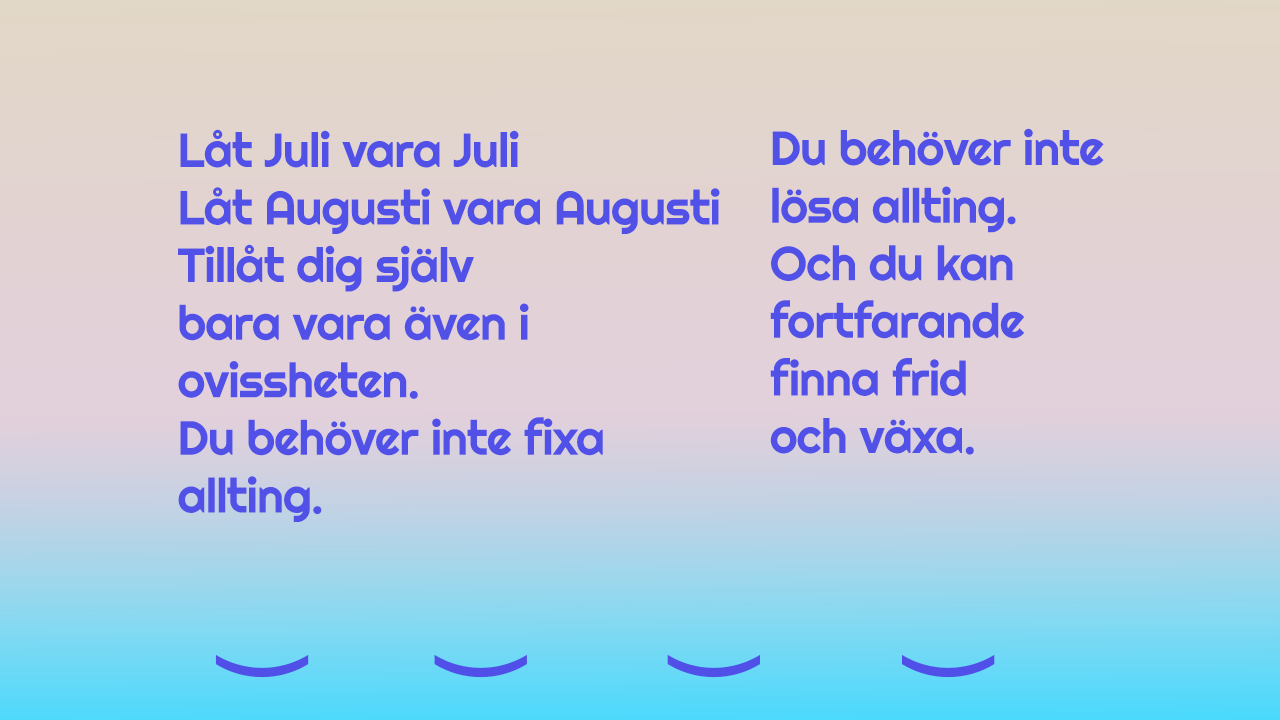 Låt Juli vara Juli
Låt Augusti vara Augusti
Tillåt dig själv
bara vara även i
ovissheten.
Du behöver inte fixa
allting.
Du behöver inte
lösa allting.
Och du kan
fortfarande
finna frid
och växa.